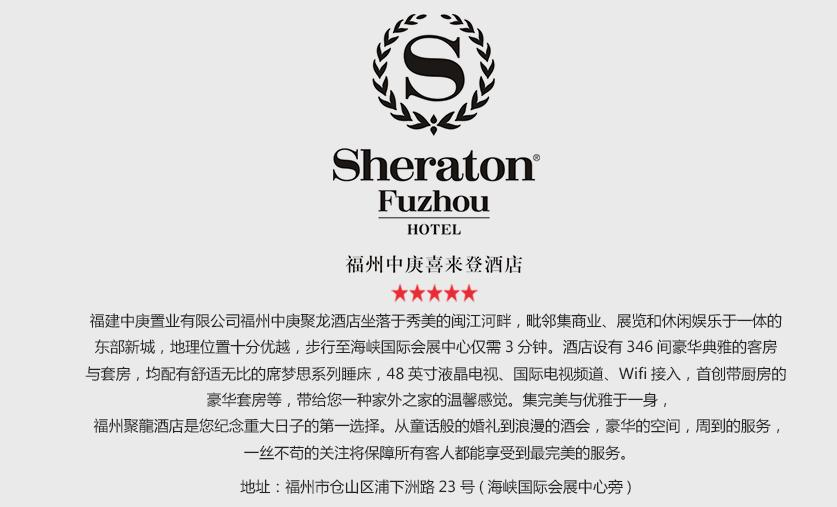 S
Sheraton®
Fuzhou
HOTEL
福州中庚喜来登酒店
福建中庚置业有限公司福州中庚聚龙酒店坐落于秀美的闽江河畔，毗邻集商业、展览和休闲娱乐于一体的
东部新城，地理位置十分优越，步行至海峡国际会展中心仅需 3 分钟。酒店设有 346 间豪华典雅的客房
与套房，均配有舒适无比的席梦思系列睡床，48 英寸液晶电视、国际电视频道、Wifi 接入，首创带厨房的
豪华套房等，带给您一种家外之家的温馨感觉。集完美与优雅于一身，
福州聚龍酒店是您纪念重大日子的第一选择。从童话般的婚礼到浪漫的酒会，豪华的空间，周到的服务，
一丝不苟的关注将保障所有客人都能享受到最完美的服务。
地址：福州市仓山区浦下洲路 23 号 ( 海峡国际会展中心旁 )